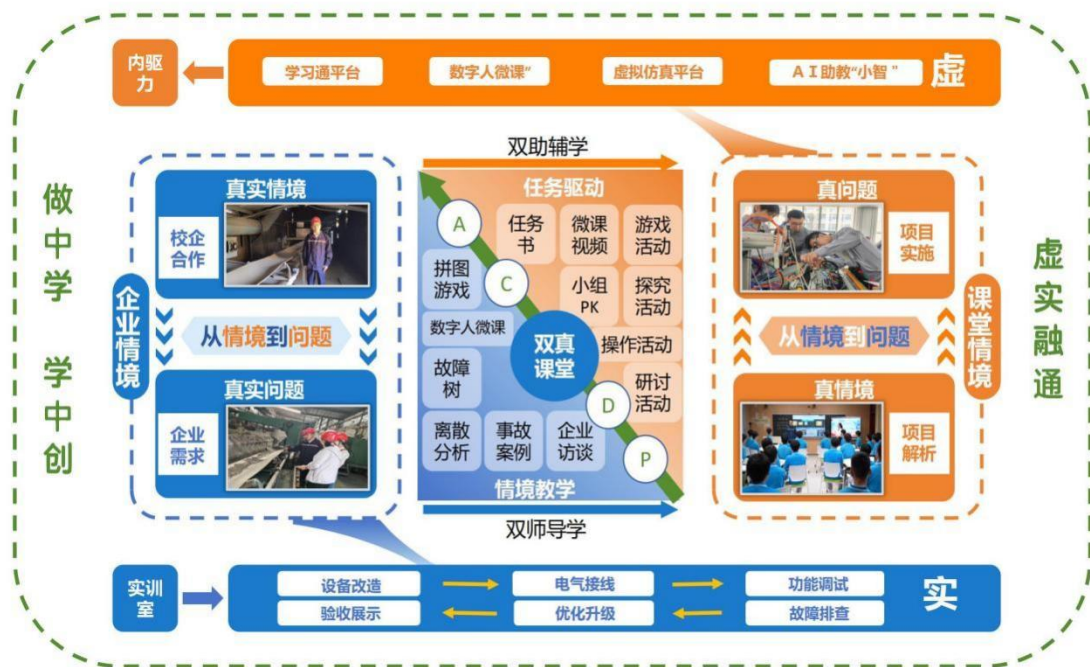 内驱
力
学习通平台
数字人微课"
虚拟仿真平台
AI助教"小智"
虚
做中学 学中创
企业情境
真实情境
校企
合作
从情境到问题
真实问题
企业
需求
双助辅学
任务驱动
A
C
D
P
任务
书
微课
视频
游戏
活动
拼图
游戏
小组
PK
探究
活动
数字人微课
双真
课堂
操作活动
故障
树
研讨
活动
离散
分析
事故
案例
企业
访谈
情境教学
双师导学
真问题
项目
实施
从情境到问题
真情境
项目
解析
课堂情境
虚实融通
实训
室
设备改造
电气接线
功能调试
验收展示
优化升级
故障排查
实